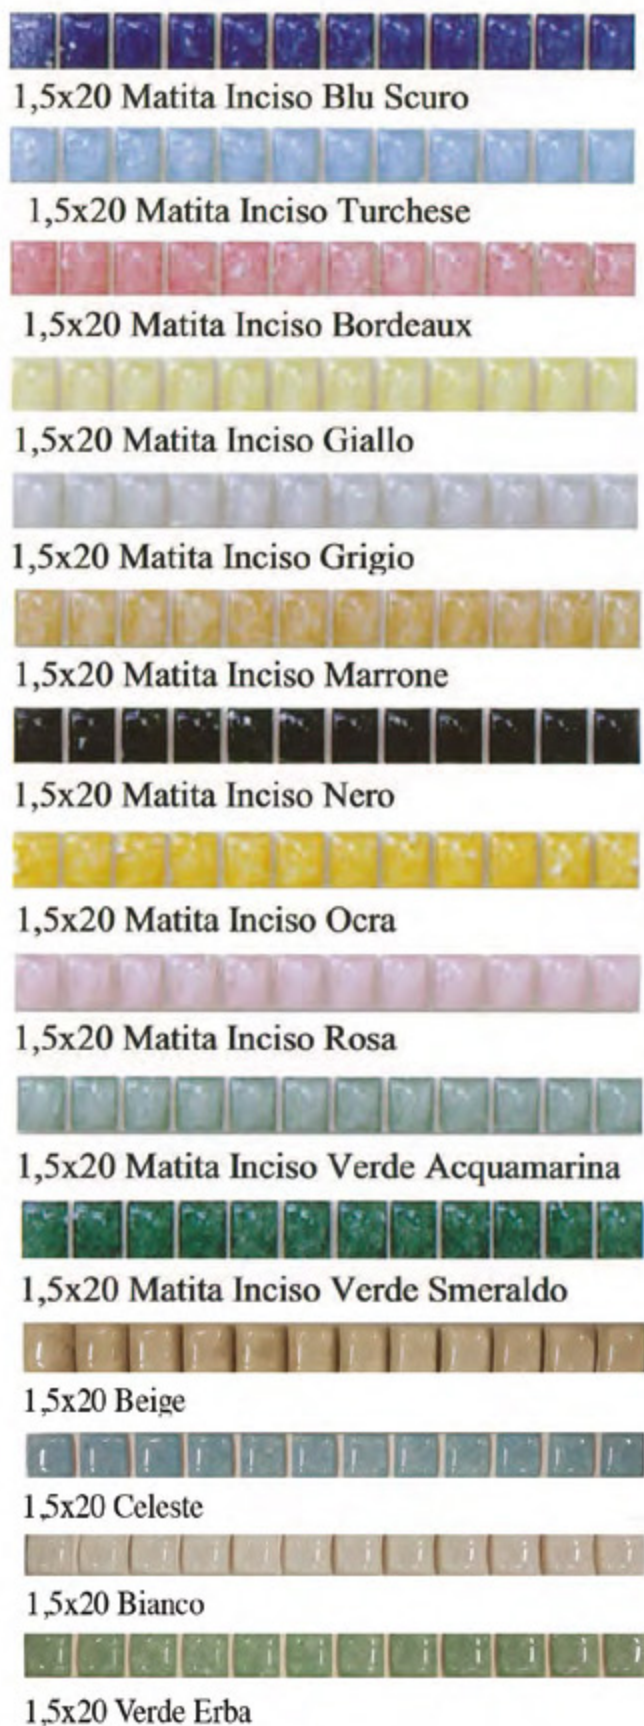 1,5x20 Matita Inciso Blu Scuro
1,5x20 Matita Inciso Turchese
1,5x20 Matita Inciso Bordeaux
1,5x20 Matita Inciso Giallo
1,5x20 Matita Inciso Grigio
1,5x20 Matita Inciso Marrone
1,5x20 Matita Inciso Nero
1,5x20 Matita Inciso Ocra
1,5x20 Matita Inciso Rosa
1,5x20 Matita Inciso Verde Acquamarina
1,5x20 Matita Inciso Verde Smeraldo
1,5x20 Beige
1,5x20 Celeste
1,5x20 Bianco
1,5x20 Verde Erba